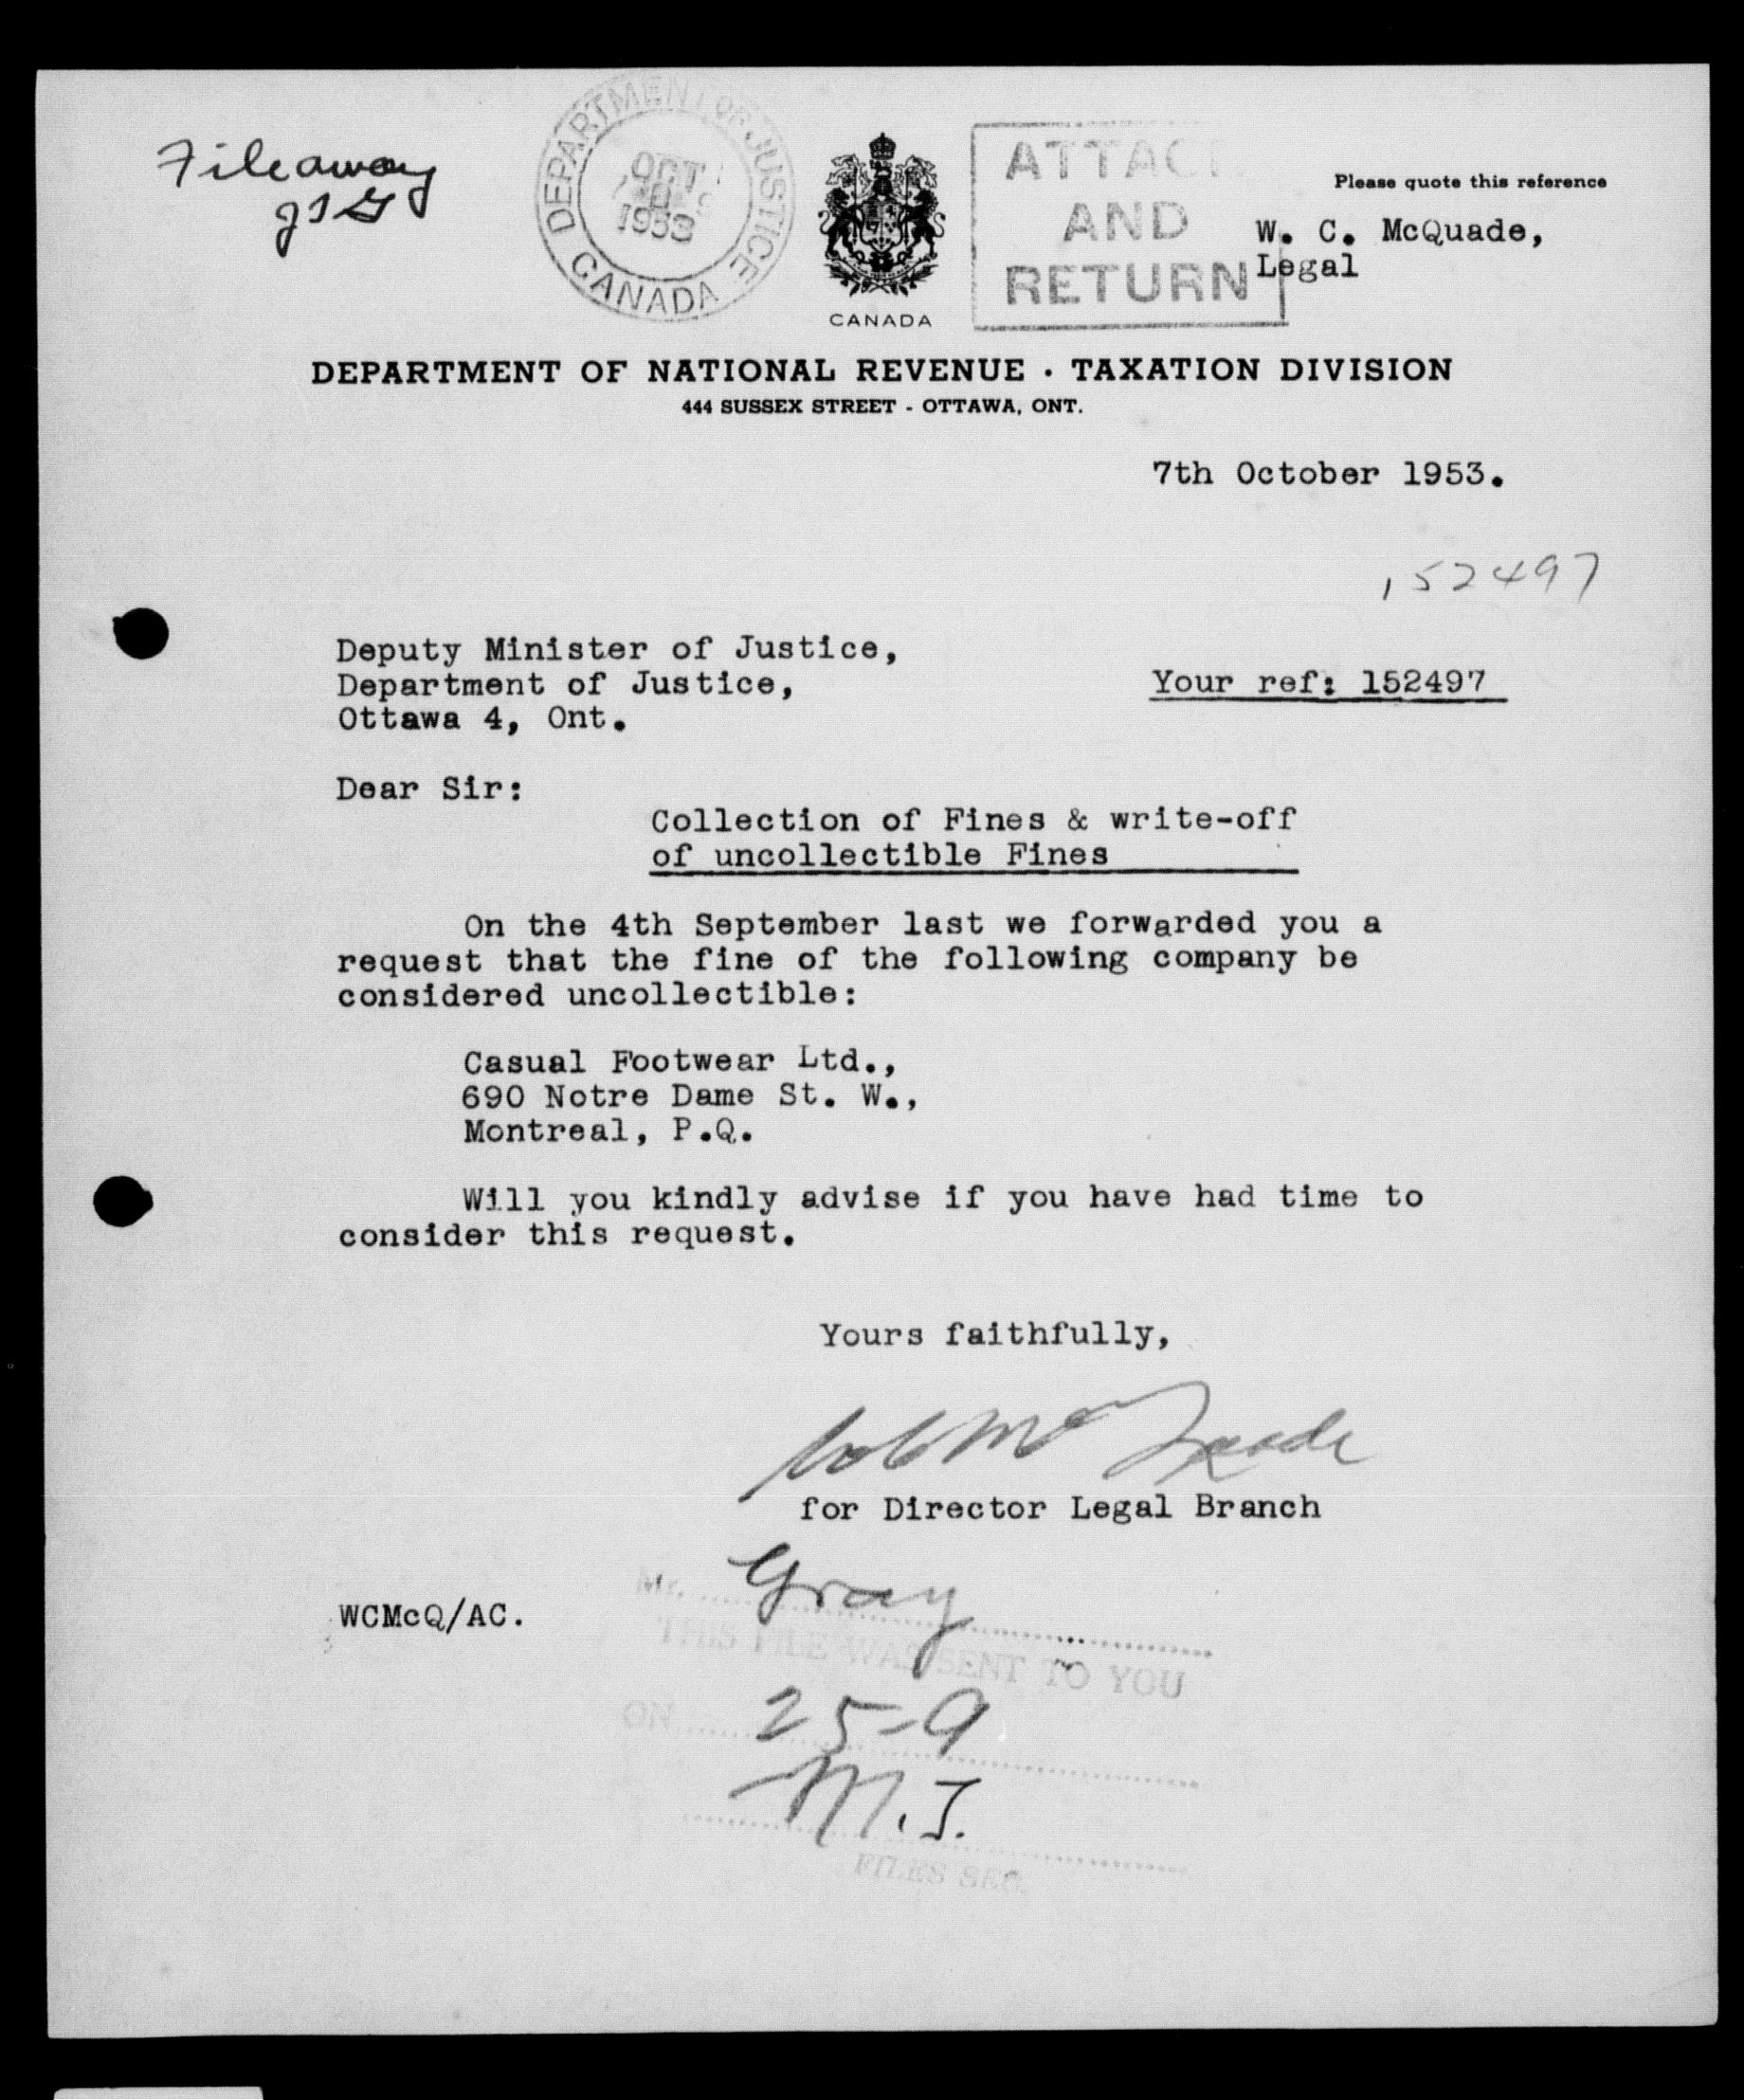 File away
DEPARTMENT OF JUSTICE
CANADA
OCT
1953
CANADA
ATTACH
AND
RETURN
Please quote this reference
W. C. McQuade,
Legal
DEPARTMENT OF NATIONAL REVENUE · TAXATION DIVISION
444 SUSSEX STREET - OTTAWA, ONT.
7th October 1953.
152497
Deputy Minister of Justice,
Department of Justice,
Ottawa 4, Ont.
Your ref: 152497
Dear Sir:
Collection of Fines & write-off
of uncollectible Fines
On the 4th September last we forwarded you a
request that the fine of the following company be
considered uncollectible:
Casual Footwear Ltd.,
690 Notre Dame St. W.,
Montreal, P.Q.
Will you kindly advise if you have had time to
consider this request.
Yours faithfully,
WC McQuade
for Director Legal Branch
Mr. Gray
WCMcQ/AC.
THIS FILE WAS SENT TO YOU
ON 25-9
M.J.
FILES SEC.